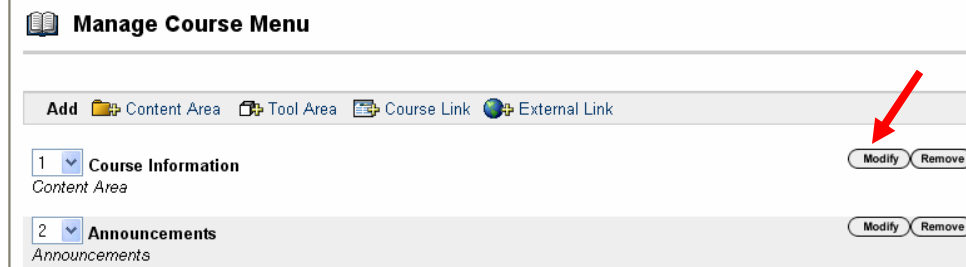 Manage Course Menu
Add Content Area Tool Area Course Link External Link
1 Course Information Modify Remove
Content Area
2 Announcements Modify Remove
Announcements